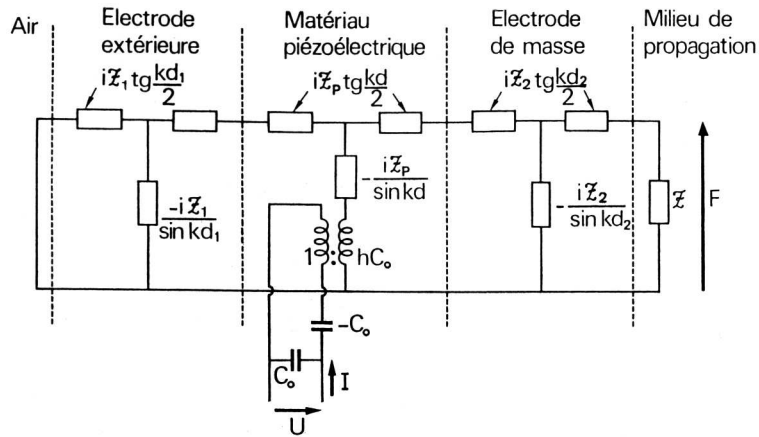 Air
Electrode
extérieure
Matériau
piézoélectrique
Electrode
de masse
Milieu de
propagation
iZ₁ tg kd₁/2
iZₚ tg kd/2
iZ₂ tg kd₂/2
-iZ₁/sin kd₁
-iZₚ/sin kd
-iZ₂/sin kd₂
Z
F
1 : hC₀
-C₀
C₀
I
U